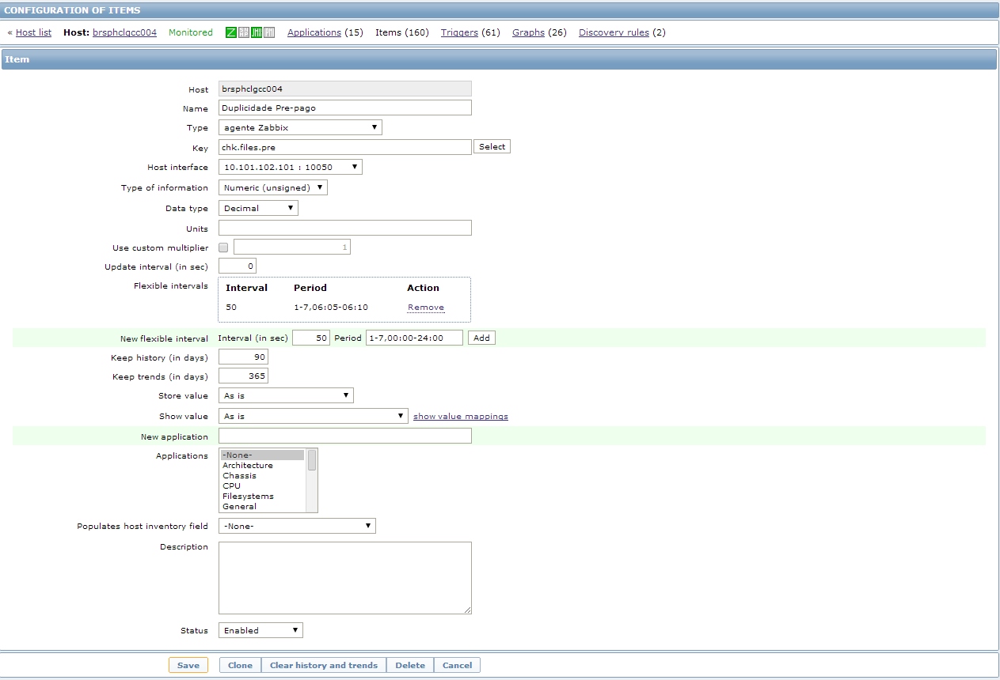 CONFIGURATION OF ITEMS
« Host list Host: brsphclgcc004 Monitored Z JMX Applications (15) Items (160) Triggers (61) Graphs (26) Discovery rules (2)
Item
Host brsphclgcc004
Name Duplicidade Pre-pago
Type agente Zabbix
Key chk.files.pre Select
Host interface 10.101.102.101 : 10050
Type of information Numeric (unsigned)
Data type Decimal
Units
Use custom multiplier 1
Update interval (in sec) 0
Flexible intervals Interval Period Action
50 1-7,06:05-06:10 Remove
New flexible interval Interval (in sec) 50 Period 1-7,00:00-24:00 Add
Keep history (in days) 90
Keep trends (in days) 365
Store value As is
Show value As is show value mappings
New application
Applications -None-
Architecture
Chassis
CPU
Filesystems
General
Populates host inventory field -None-
Description
Status Enabled
Save Clone Clear history and trends Delete Cancel